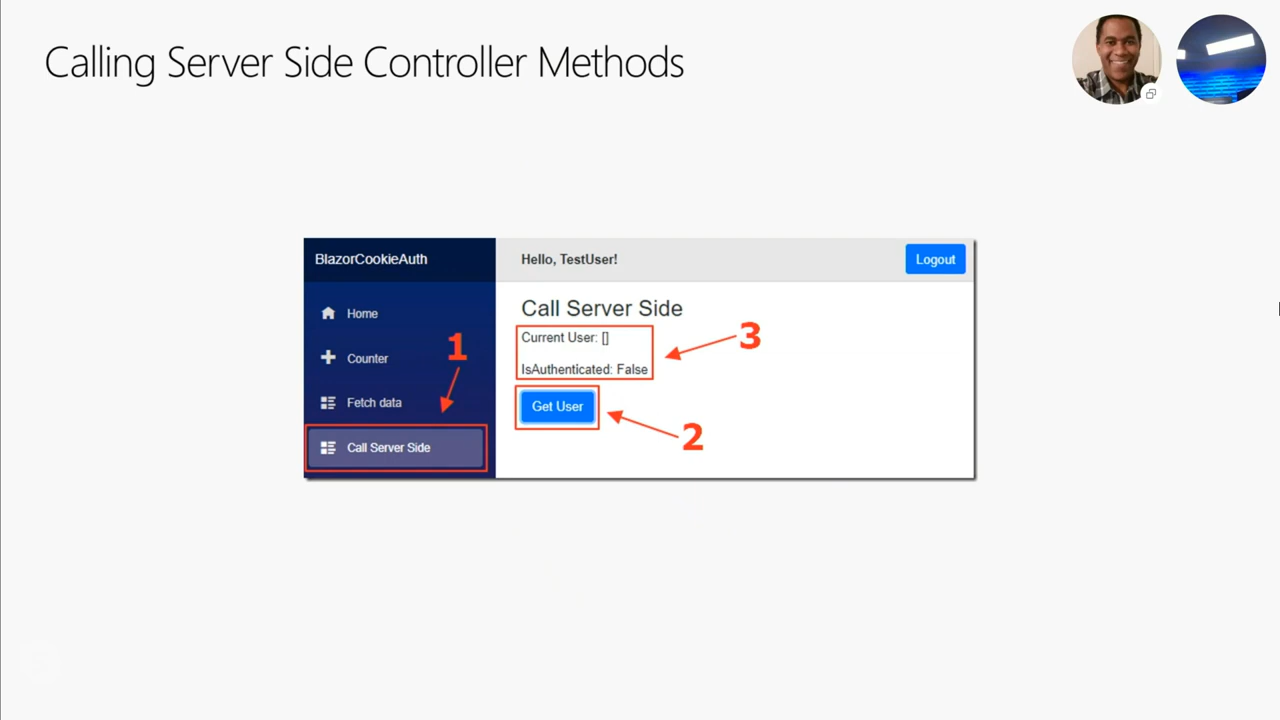 Calling Server Side Controller Methods
BlazorCookieAuth
Hello, TestUser!
Logout
Home
Counter
Fetch data
Call Server Side
1
Call Server Side
Current User: []
IsAuthenticated: False
3
Get User
2